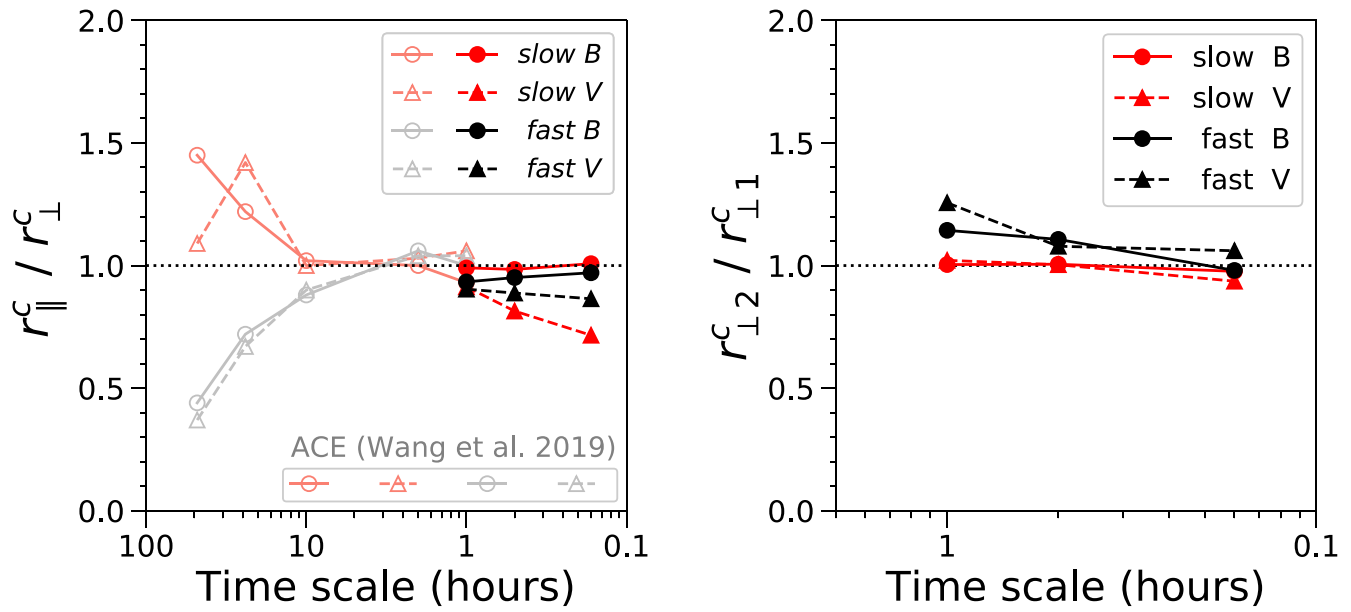 2.0
1.5
1.0
0.5
0.0
r^c_∥ / r^c_⊥
slow B
slow V
fast B
fast V
ACE (Wang et al. 2019)
100
10
1
0.1
Time scale (hours)
2.0
1.5
1.0
0.5
0.0
r^c_⊥2 / r^c_⊥1
slow B
slow V
fast B
fast V
1
0.1
Time scale (hours)